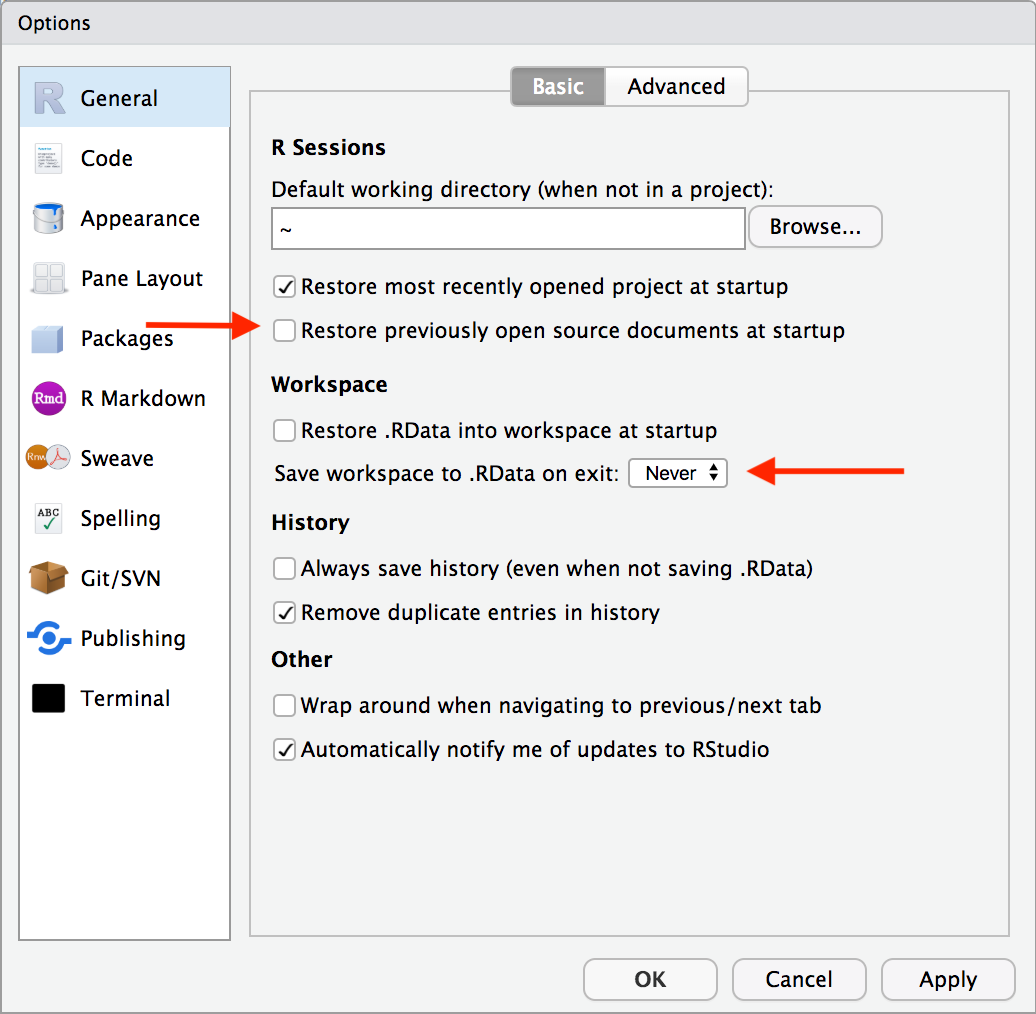 Options
General
Code
Appearance
Pane Layout
Packages
Rmd R Markdown
Rnw Sweave
ABC Spelling
Git/SVN
Publishing
Terminal
Basic Advanced
R Sessions
Default working directory (when not in a project):
~ Browse...
Restore most recently opened project at startup
Restore previously open source documents at startup
Workspace
Restore .RData into workspace at startup
Save workspace to .RData on exit: Never
History
Always save history (even when not saving .RData)
Remove duplicate entries in history
Other
Wrap around when navigating to previous/next tab
Automatically notify me of updates to RStudio
OK Cancel Apply